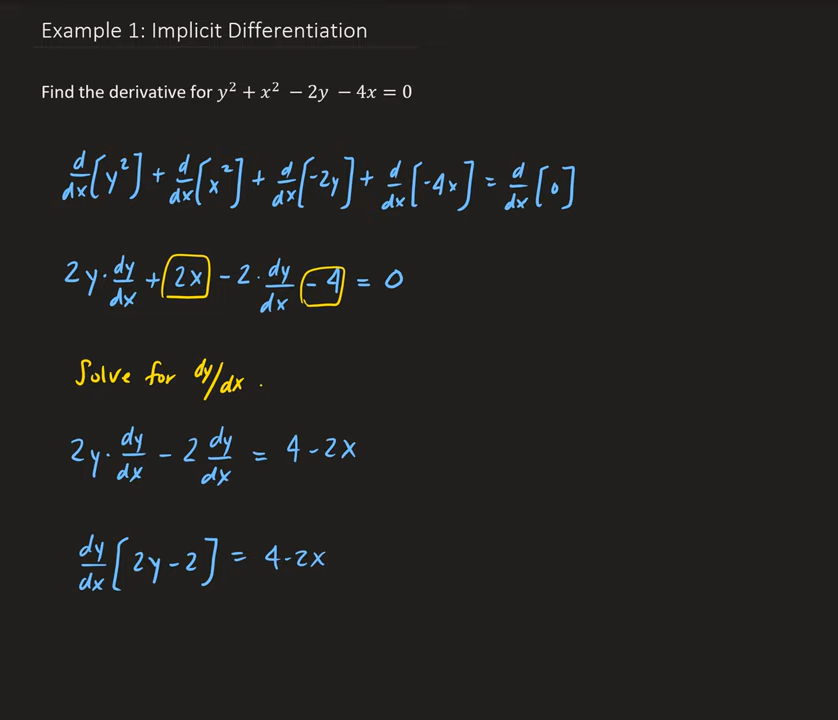 Example 1: Implicit Differentiation
Find the derivative for y² + x² − 2y − 4x = 0
d/dx[y²] + d/dx[x²] + d/dx[-2y] + d/dx[-4x] = d/dx[0]
2y · dy/dx + 2x - 2 · dy/dx - 4 = 0
Solve for dy/dx.
2y · dy/dx - 2 dy/dx = 4 - 2x
dy/dx[2y-2] = 4-2x